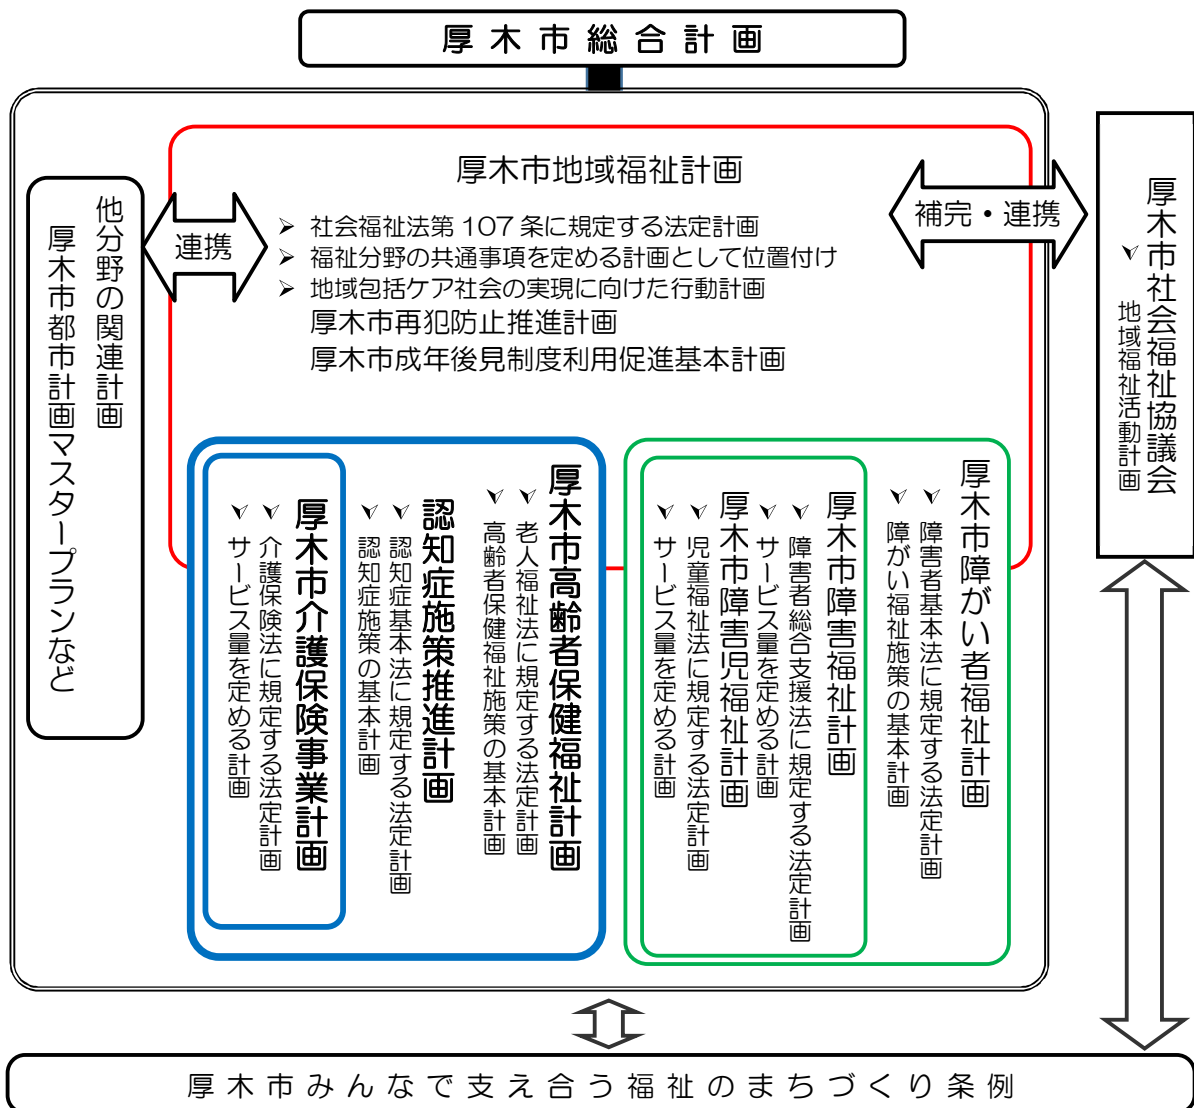 厚木市総合計画
厚木市地域福祉計画
➢ 社会福祉法第107条に規定する法定計画
➢ 福祉分野の共通事項を定める計画として位置付け
➢ 地域包括ケア社会の実現に向けた行動計画
厚木市再犯防止推進計画
厚木市成年後見制度利用促進基本計画
連携
補完・連携
他分野の関連計画
厚木市都市計画マスタープランなど
厚木市社会福祉協議会
➢ 地域福祉活動計画
厚木市障がい者福祉計画
➢ 障害者基本法に規定する法定計画
➢ 障がい福祉施策の基本計画
厚木市障害福祉計画
➢ 障害者総合支援法に規定する法定計画
➢ サービス量を定める計画
厚木市障害児福祉計画
➢ 児童福祉法に規定する法定計画
➢ サービス量を定める計画
厚木市高齢者保健福祉計画
➢ 老人福祉法に規定する法定計画
➢ 高齢者保健福祉施策の基本計画
認知症施策推進計画
➢ 認知症基本法に規定する法定計画
➢ 認知症施策の基本計画
厚木市介護保険事業計画
➢ 介護保険法に規定する法定計画
➢ サービス量を定める計画
厚木市みんなで支え合う福祉のまちづくり条例